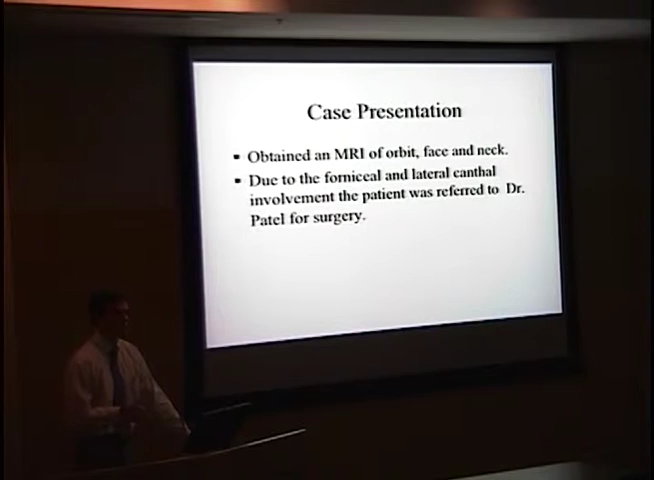 Case Presentation
▪ Obtained an MRI of orbit, face and neck.
▪ Due to the forniceal and lateral canthal
involvement the patient was referred to Dr.
Patel for surgery.